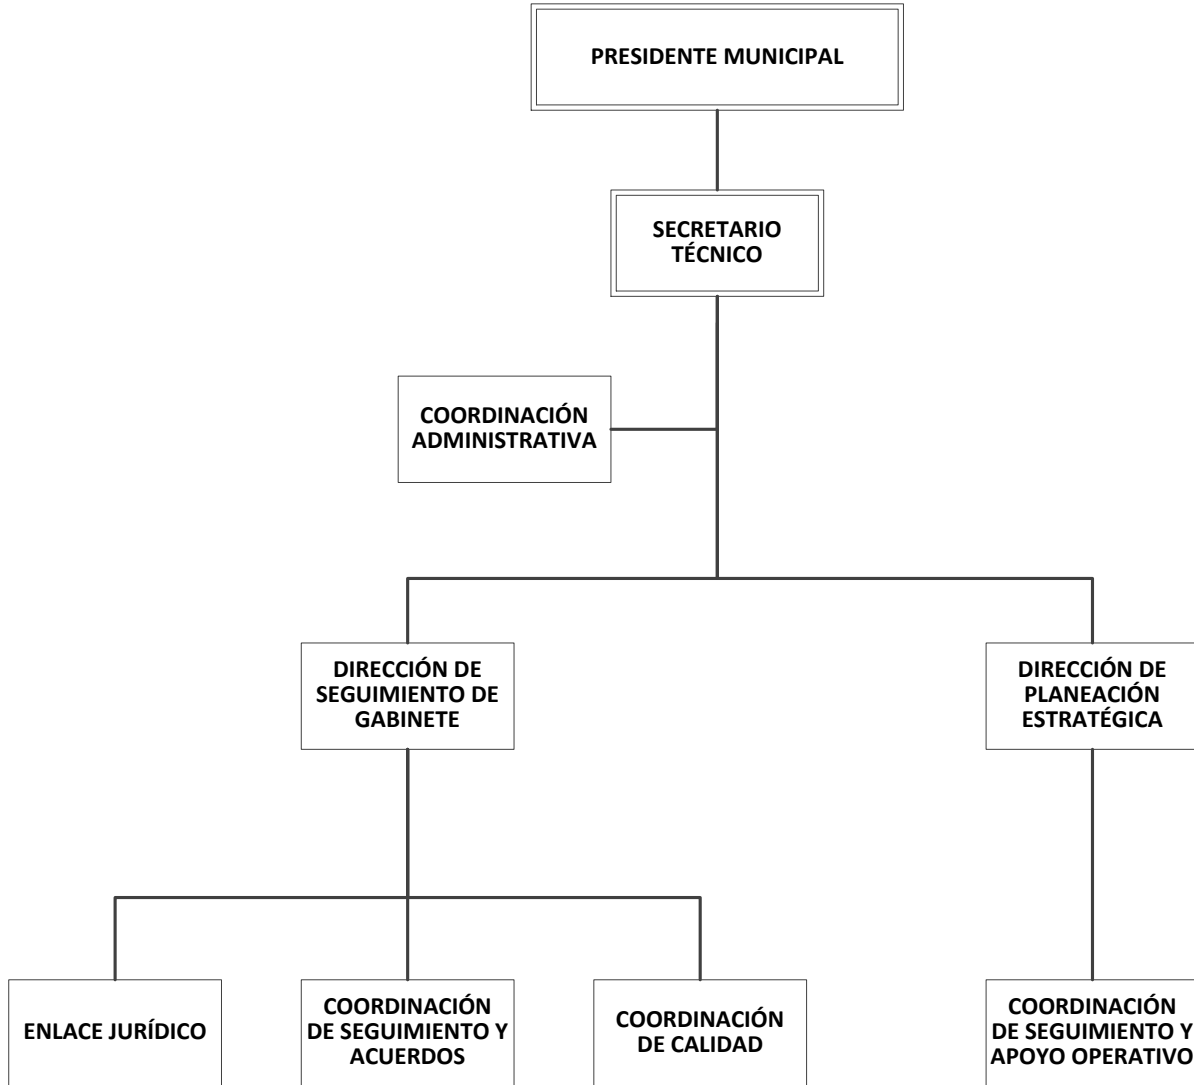 PRESIDENTE MUNICIPAL
SECRETARIO
TÉCNICO
COORDINACIÓN
ADMINISTRATIVA
DIRECCIÓN DE
SEGUIMIENTO DE
GABINETE
DIRECCIÓN DE
PLANEACIÓN
ESTRATÉGICA
ENLACE JURÍDICO
COORDINACIÓN
DE SEGUIMIENTO Y
ACUERDOS
COORDINACIÓN
DE CALIDAD
COORDINACIÓN
DE SEGUIMIENTO Y
APOYO OPERATIVO